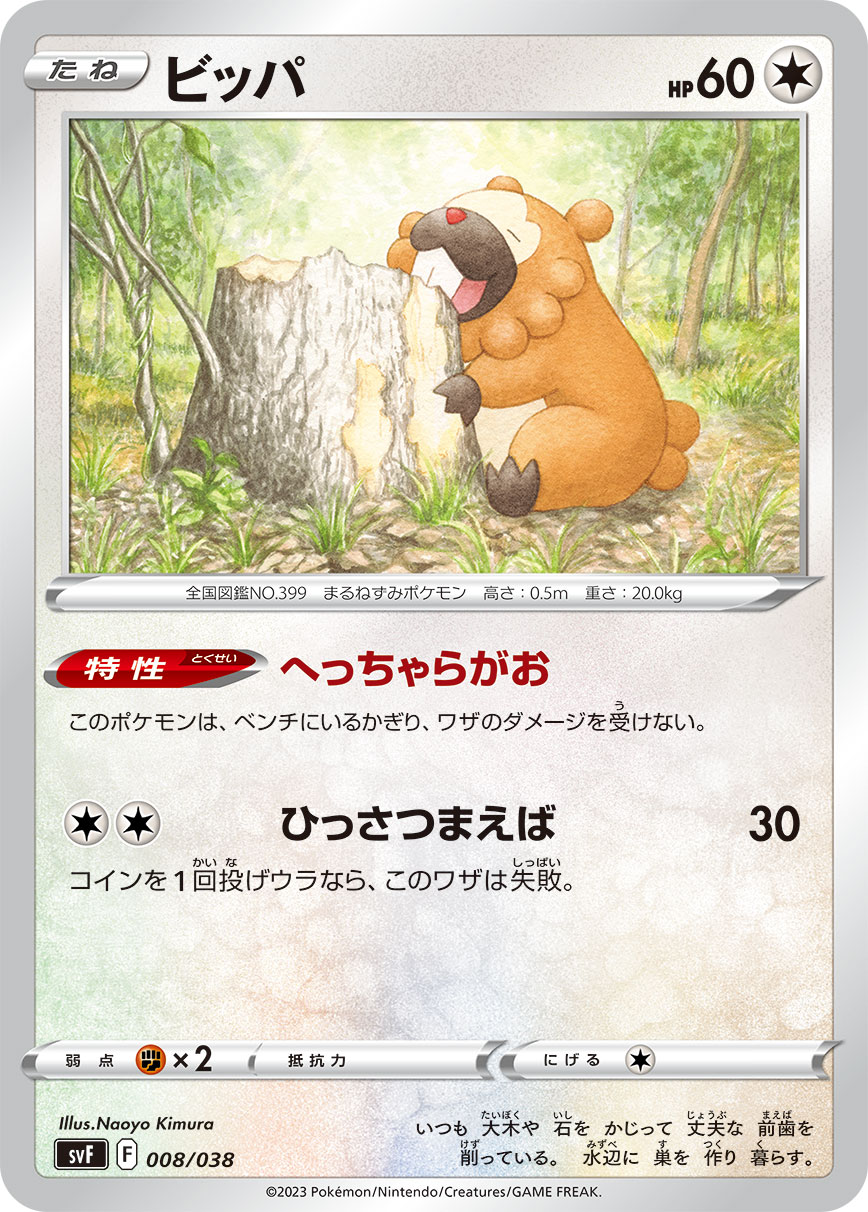 たね ビッパ HP60
全国図鑑NO.399 まるねずみポケモン 高さ:0.5m 重さ:20.0kg
特性 とくせい へっちゃらがお
このポケモンは、ベンチにいるかぎり、ワザのダメージを受けない。
ひっさつまえば 30
コインを1回投げウラなら、このワザは失敗。
弱点 ×2 抵抗力 にげる
Illus.Naoyo Kimura
svF F 008/038
いつも 大木や 石を かじって 丈夫な 前歯を
削っている。 水辺に 巣を 作り 暮らす。
©2023 Pokémon/Nintendo/Creatures/GAME FREAK.